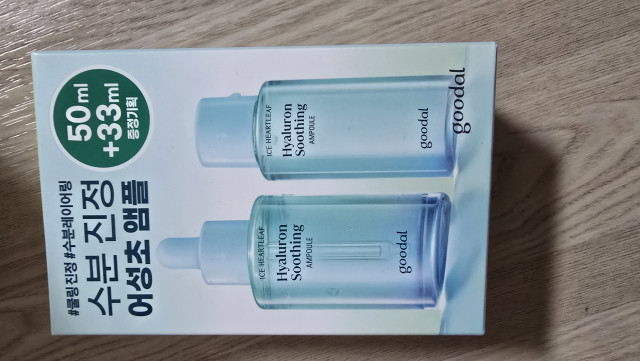 goodal
50ml
+33ml
증정기획
#쿨링 진정 #수분레이어링
수분 진정
어성초 앰플
ICE HEARTLEAF
Hyaluron
Soothing
AMPOULE
goodal
ICE HEARTLEAF
Hyaluron
Soothing
AMPOULE
goodal